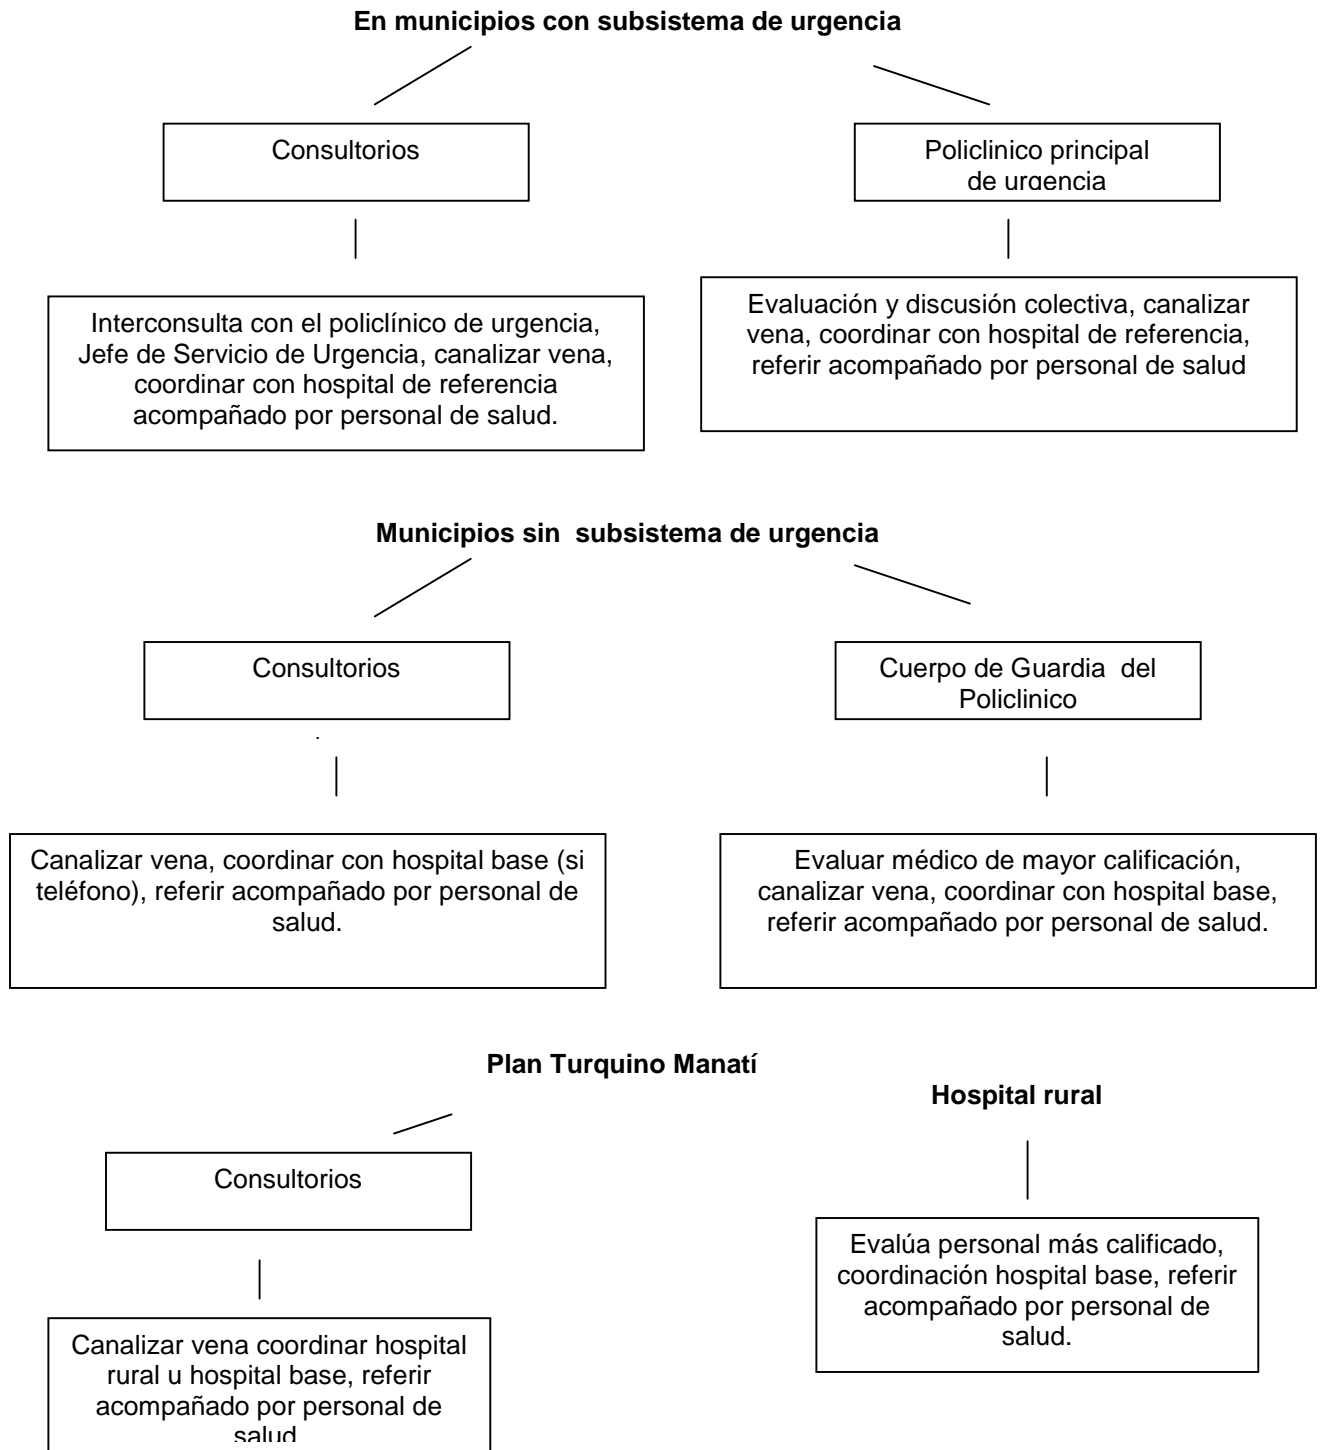 En municipios con subsistema de urgencia
Consultorios
Policlinico principal
de urgencia
Interconsulta con el policlínico de urgencia,
Jefe de Servicio de Urgencia, canalizar vena,
coordinar con hospital de referencia
acompañado por personal de salud.
Evaluación y discusión colectiva, canalizar
vena, coordinar con hospital de referencia,
referir acompañado por personal de salud
Municipios sin subsistema de urgencia
Consultorios
.
Cuerpo de Guardia del
Policlinico
Canalizar vena, coordinar con hospital base (si
teléfono), referir acompañado por personal de
salud.
Evaluar médico de mayor calificación,
canalizar vena, coordinar con hospital base,
referir acompañado por personal de salud.
Plan Turquino Manatí
Hospital rural
Consultorios
Evalúa personal más calificado,
coordinación hospital base, referir
acompañado por personal de
salud.
Canalizar vena coordinar hospital
rural u hospital base, referir
acompañado por personal de
salud